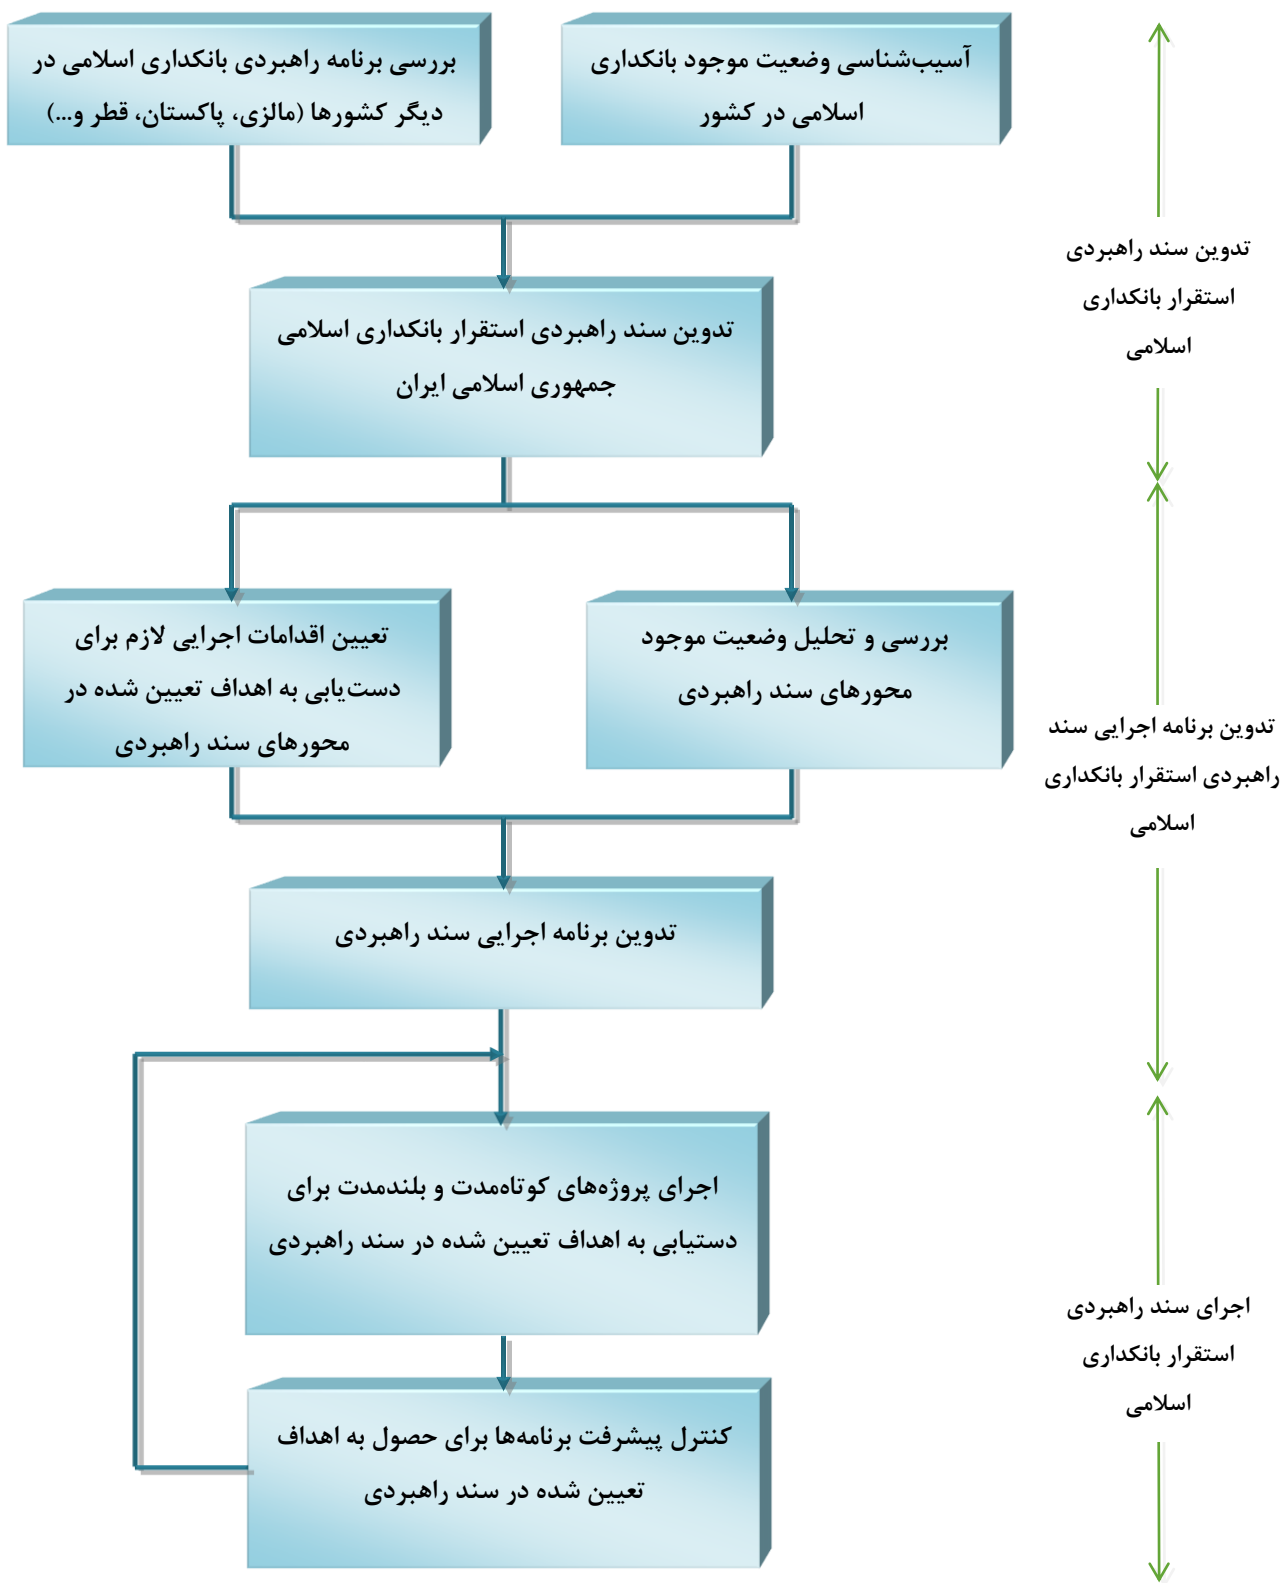 آسیب‌شناسی وضعیت موجود بانکداری
اسلامی در کشور
بررسی برنامه راهبردی بانکداری اسلامی در
دیگر کشورها (مالزی، پاکستان، قطر و...)
تدوین سند راهبردی
استقرار بانکداری
اسلامی
تدوین سند راهبردی استقرار بانکداری اسلامی
جمهوری اسلامی ایران
بررسی و تحلیل وضعیت موجود
محورهای سند راهبردی
تعیین اقدامات اجرایی لازم برای
دست‌یابی به اهداف تعیین شده در
محورهای سند راهبردی
تدوین برنامه اجرایی سند
راهبردی استقرار بانکداری
اسلامی
تدوین برنامه اجرایی سند راهبردی
اجرای پروژه‌های کوتاه‌مدت و بلندمدت برای
دستیابی به اهداف تعیین شده در سند راهبردی
اجرای سند راهبردی
استقرار بانکداری
اسلامی
کنترل پیشرفت برنامه‌ها برای حصول به اهداف
تعیین شده در سند راهبردی